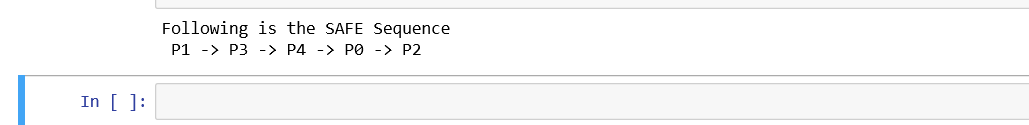 Following is the SAFE Sequence
P1 -> P3 -> P4 -> P0 -> P2
In [ ]: